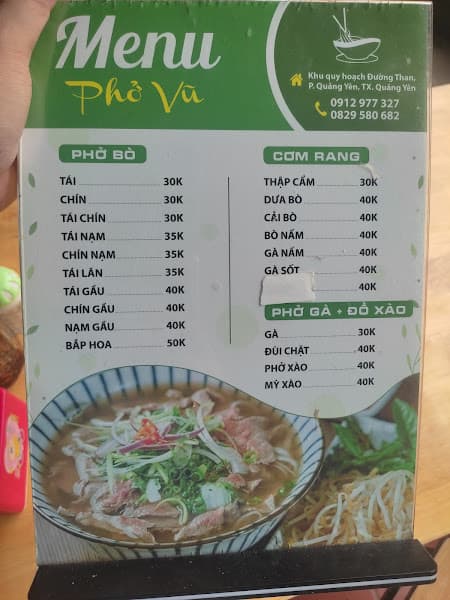 Menu
Phở Vũ
Khu quy hoạch Đường Than,
P. Quảng Yên, TX. Quảng Yên
0912 977 327
0829 580 682
PHỞ BÒ
TÁI 30K
CHÍN 30K
TÁI CHÍN 30K
TÁI NẠM 35K
CHÍN NẠM 35K
TÁI LĂN 35K
TÁI GẦU 40K
CHÍN GẦU 40K
NẠM GẦU 40K
BẮP HOA 50K
CƠM RANG
THẬP CẨM 30K
DƯA BÒ 40K
CẢI BÒ 40K
BÒ NẤM 40K
GÀ NẤM 40K
GÀ SỐT 40K
40K
PHỞ GÀ + ĐỒ XÀO
GÀ 30K
ĐÙI CHẶT 40K
PHỞ XÀO 40K
MỲ XÀO 40K